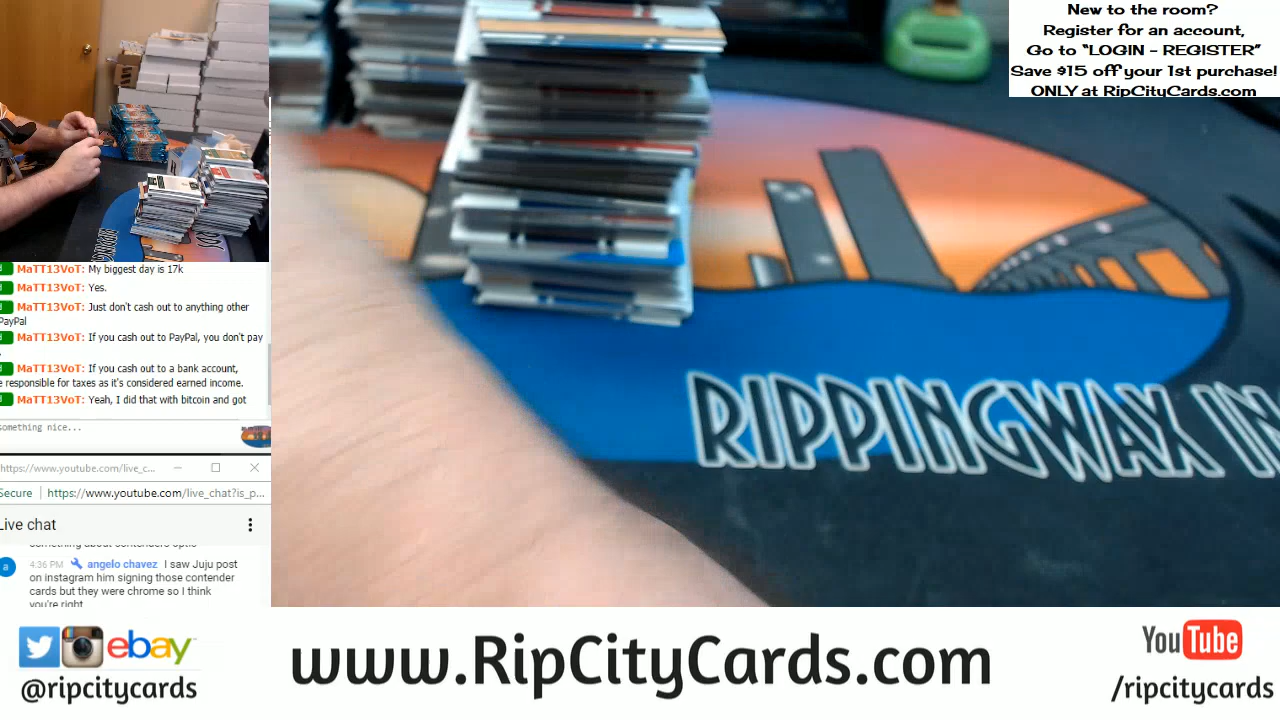 New to the room?
Register for an account,
Go to “LOGIN - REGISTER”
Save $15 off your 1st purchase!
ONLY at RipCityCards.com
MaTT13VoT: My biggest day is 17k
MaTT13VoT: Yes.
MaTT13VoT: Just don't cash out to anything other
PayPal
MaTT13VoT: If you cash out to PayPal, you don't pay
MaTT13VoT: If you cash out to a bank account,
e responsible for taxes as it's considered earned income.
MaTT13VoT: Yeah, I did that with bitcoin and got
something nice...
https://www.youtube.com/live_c...
Secure https://www.youtube.com/live_chat?is_p...
Live chat
something about contenders optic
a 4:36 PM angelo chavez I saw Juju post
on instagram him signing those contender
cards but they were chrome so I think
you're right
RIPPINGWAX IN
ebay
@ripcitycards
www.RipCityCards.com
YouTube
/ripcitycards